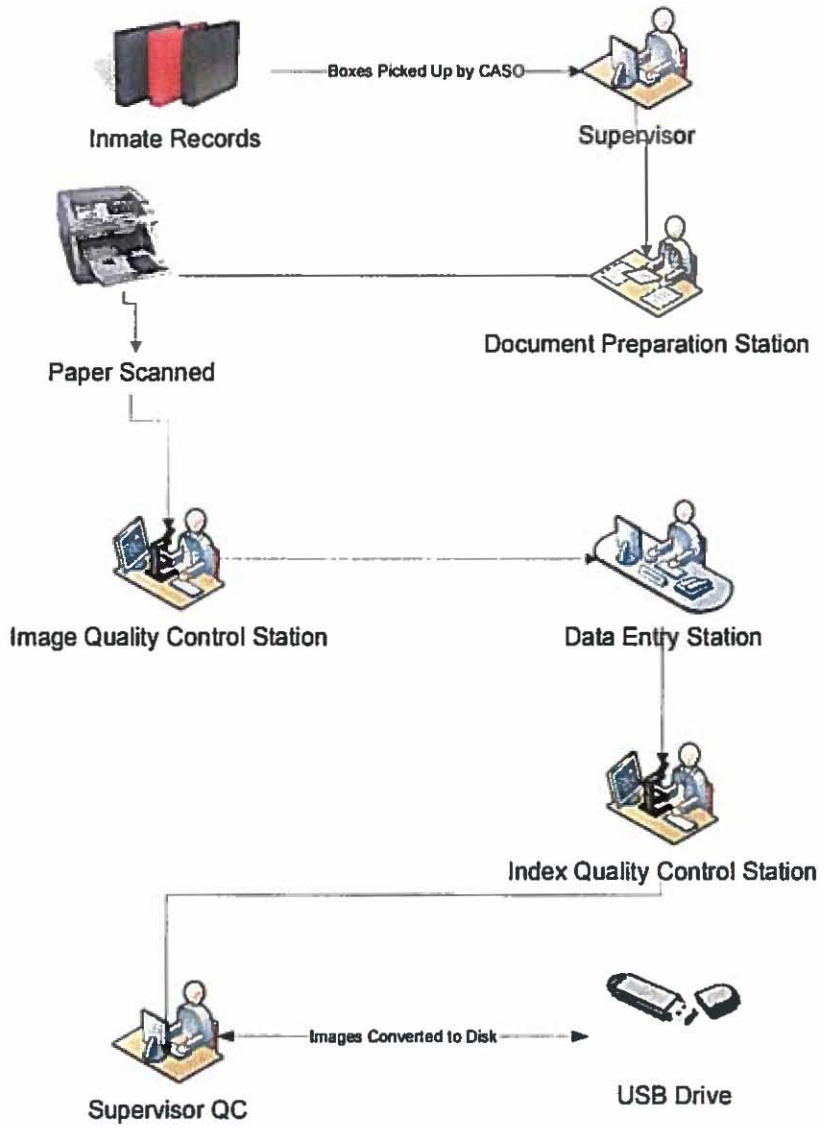 Boxes Picked Up by CASO
Inmate Records
Supervisor
Document Preparation Station
Paper Scanned
Image Quality Control Station
Data Entry Station
Index Quality Control Station
Images Converted to Disk
Supervisor QC
USB Drive